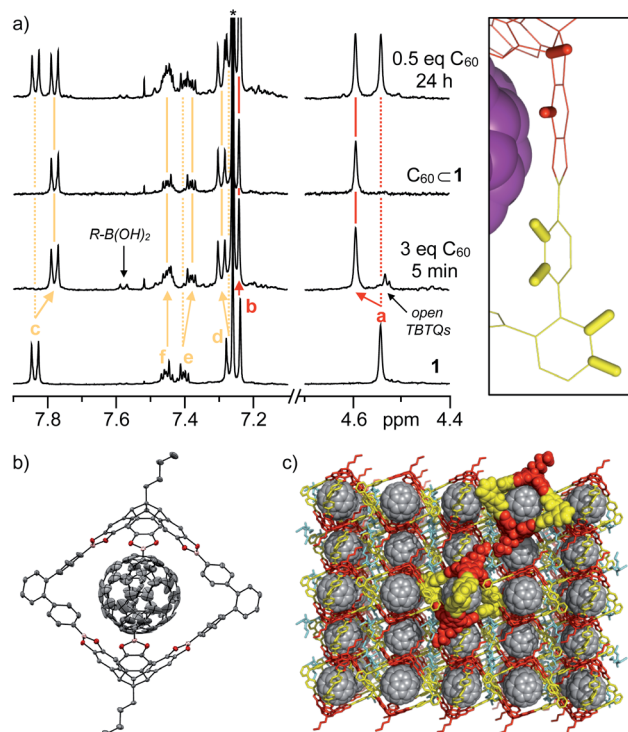 a)
*
0.5 eq C₆₀
24 h
C₆₀⊂1
R-B(OH)₂
3 eq C₆₀
5 min
c
f
e
d
b
a
open
TBTQs
1
7.8 7.6 7.4 7.2 4.6 ppm 4.4
b)
c)